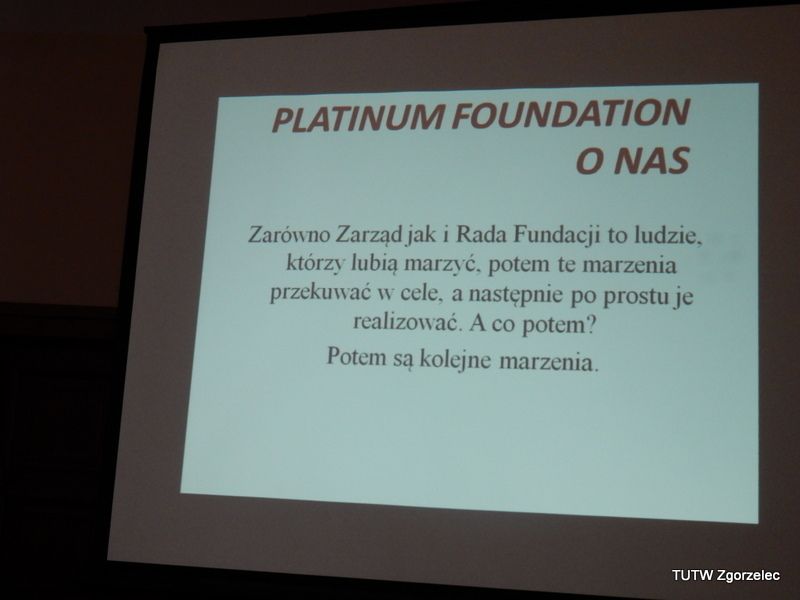 PLATINUM FOUNDATION
O NAS
Zarówno Zarząd jak i Rada Fundacji to ludzie,
którzy lubią marzyć, potem te marzenia
przekuwać w cele, a następnie po prostu je
realizować. A co potem?
Potem są kolejne marzenia.
TUTW Zgorzelec